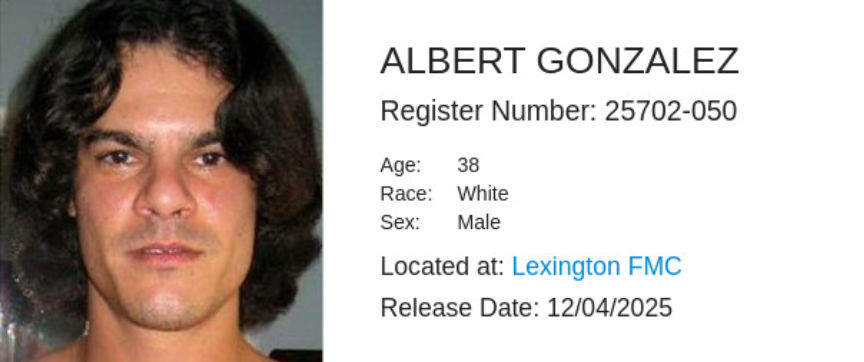 ALBERT GONZALEZ
Register Number: 25702-050
Age: 38
Race: White
Sex: Male
Located at: Lexington FMC
Release Date: 12/04/2025